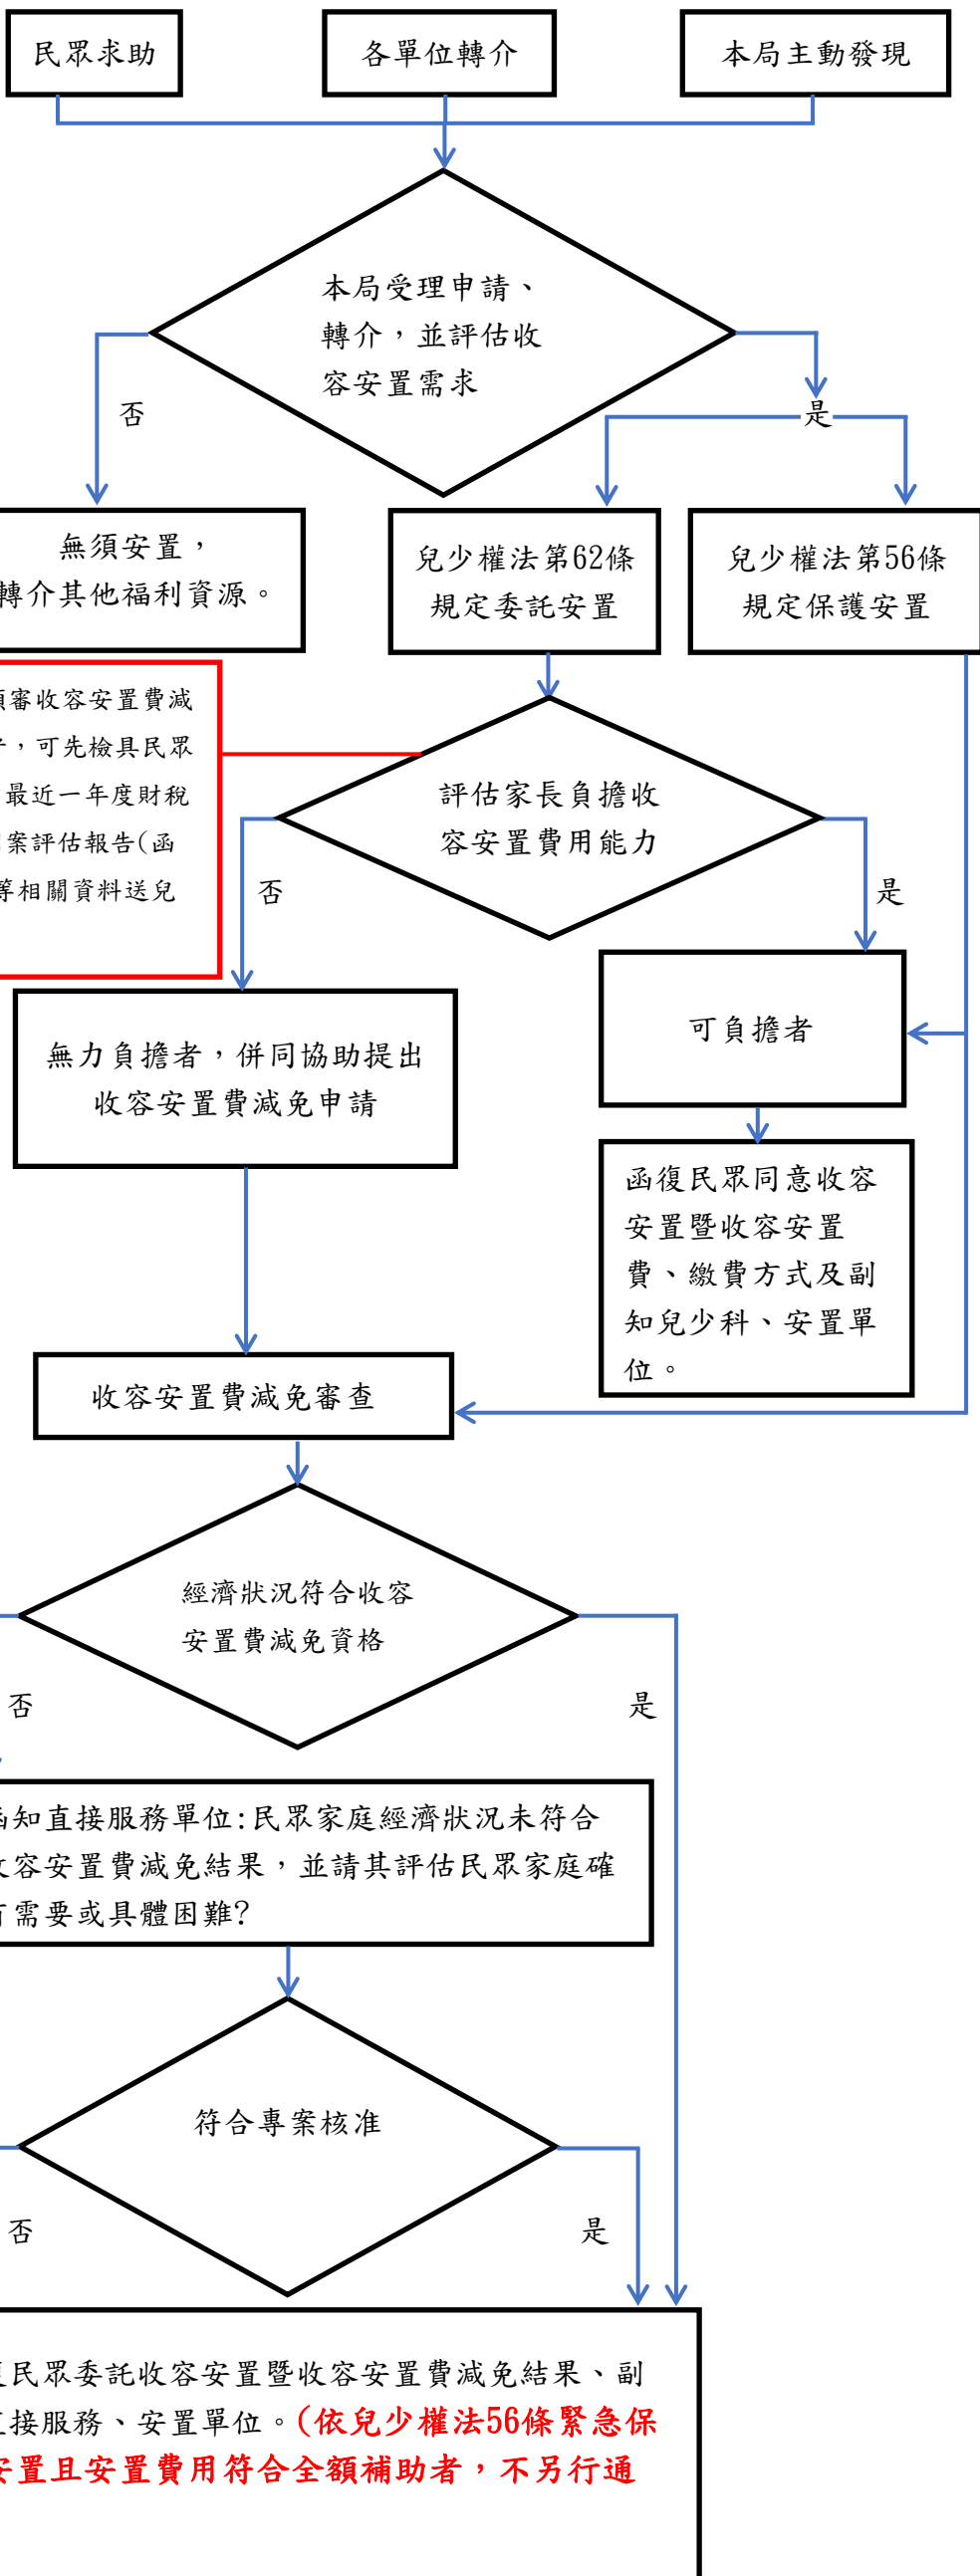 民眾求助
各單位轉介
本局主動發現
本局受理申請、
轉介，並評估收
容安置需求
否
是
無須安置，
轉介其他福利資源。
兒少權法第62條
規定委託安置
兒少權法第56條
規定保護安置
審收容安置費減
，可先檢具民眾
最近一年度財稅
案評估報告(函
等相關資料送兒
評估家長負擔收
容安置費用能力
否
是
無力負擔者，併同協助提出
收容安置費減免申請
可負擔者
函復民眾同意收容
安置暨收容安置
費、繳費方式及副
知兒少科、安置單
位。
收容安置費減免審查
經濟狀況符合收容
安置費減免資格
否
是
函知直接服務單位:民眾家庭經濟狀況未符合
收容安置費減免結果，並請其評估民眾家庭確
有需要或具體困難?
符合專案核准
否
是
民眾委託收容安置暨收容安置費減免結果、副
直接服務、安置單位。(依兒少權法56條緊急保
安置且安置費用符合全額補助者，不另行通